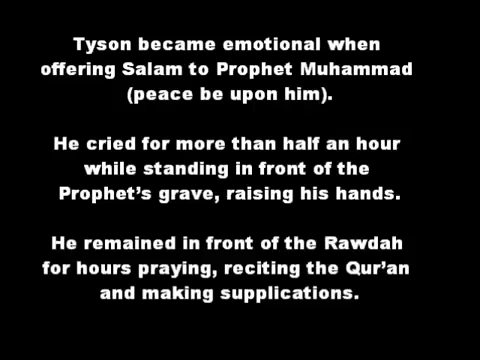 Tyson became emotional when
offering Salam to Prophet Muhammad
(peace be upon him).
He cried for more than half an hour
while standing in front of the
Prophet’s grave, raising his hands.
He remained in front of the Rawdah
for hours praying, reciting the Qur’an
and making supplications.